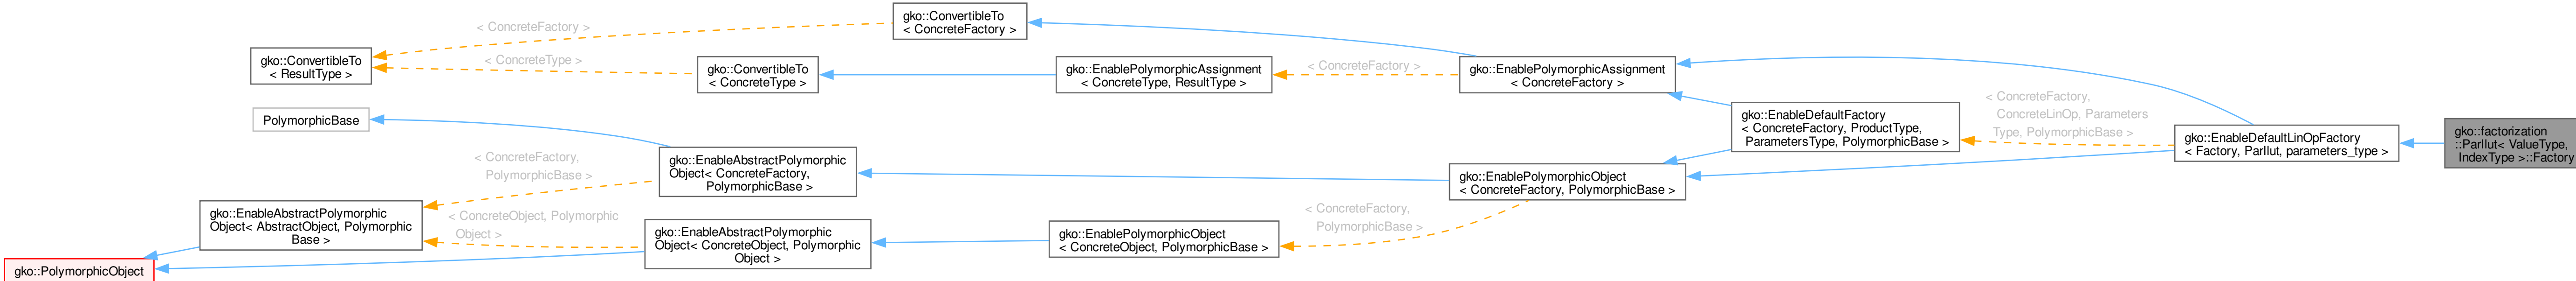 gko::ConvertibleTo
< ConcreteFactory >
< ConcreteFactory >
gko::ConvertibleTo
< ResultType >
< ConcreteType >
gko::ConvertibleTo
< ConcreteType >
gko::EnablePolymorphicAssignment
< ConcreteType, ResultType >
< ConcreteFactory >
gko::EnablePolymorphicAssignment
< ConcreteFactory >
PolymorphicBase
gko::EnableDefaultFactory
< ConcreteFactory, ProductType,
ParametersType, PolymorphicBase >
< ConcreteFactory,
ConcreteLinOp, Parameters
Type, PolymorphicBase >
gko::EnableDefaultLinOpFactory
< Factory, ParIlut, parameters_type >
gko::factorization
::ParIlut< ValueType,
IndexType >::Factory
< ConcreteFactory,
PolymorphicBase >
gko::EnableAbstractPolymorphic
Object< ConcreteFactory,
PolymorphicBase >
gko::EnablePolymorphicObject
< ConcreteFactory, PolymorphicBase >
gko::EnableAbstractPolymorphic
Object< AbstractObject, Polymorphic
Base >
< ConcreteObject, Polymorphic
Object >
gko::EnableAbstractPolymorphic
Object< ConcreteObject, Polymorphic
Object >
gko::EnablePolymorphicObject
< ConcreteObject, PolymorphicBase >
< ConcreteFactory,
PolymorphicBase >
gko::PolymorphicObject